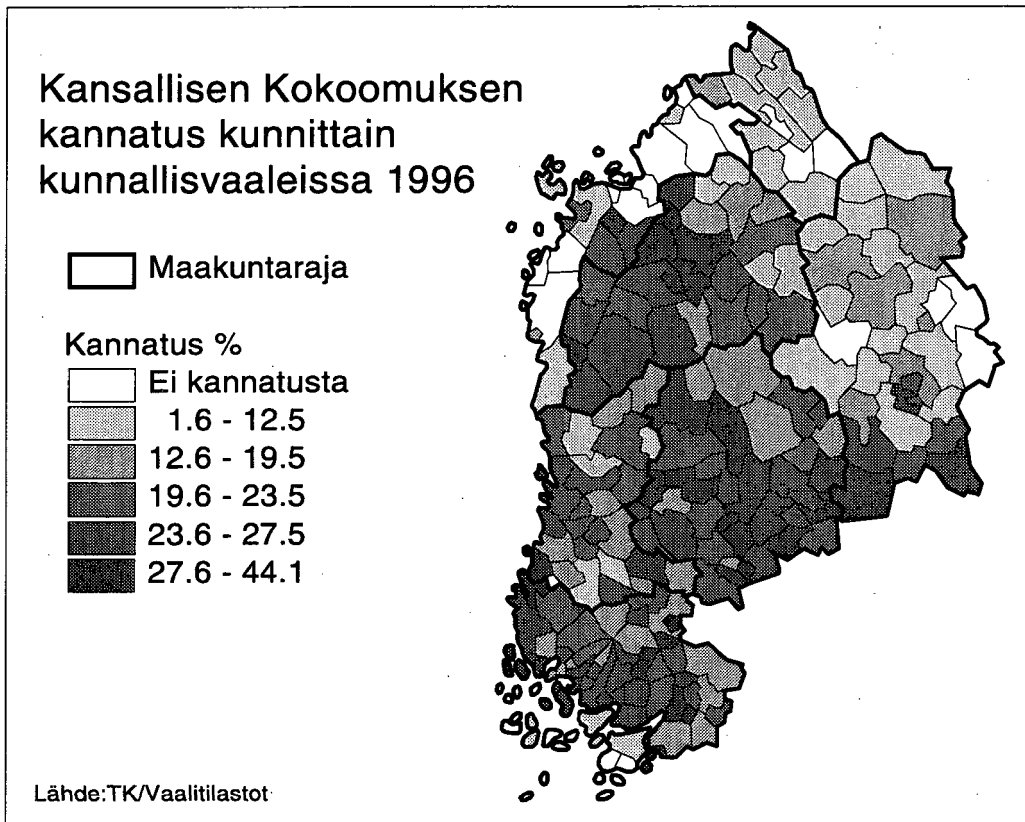 Kansallisen Kokoomuksen
kannatus kunnittain
kunnallisvaaleissa 1996
Maakuntaraja
Kannatus %
Ei kannatusta
1.6 - 12.5
12.6 - 19.5
19.6 - 23.5
23.6 - 27.5
27.6 - 44.1
Lähde:TK/Vaalitilastot